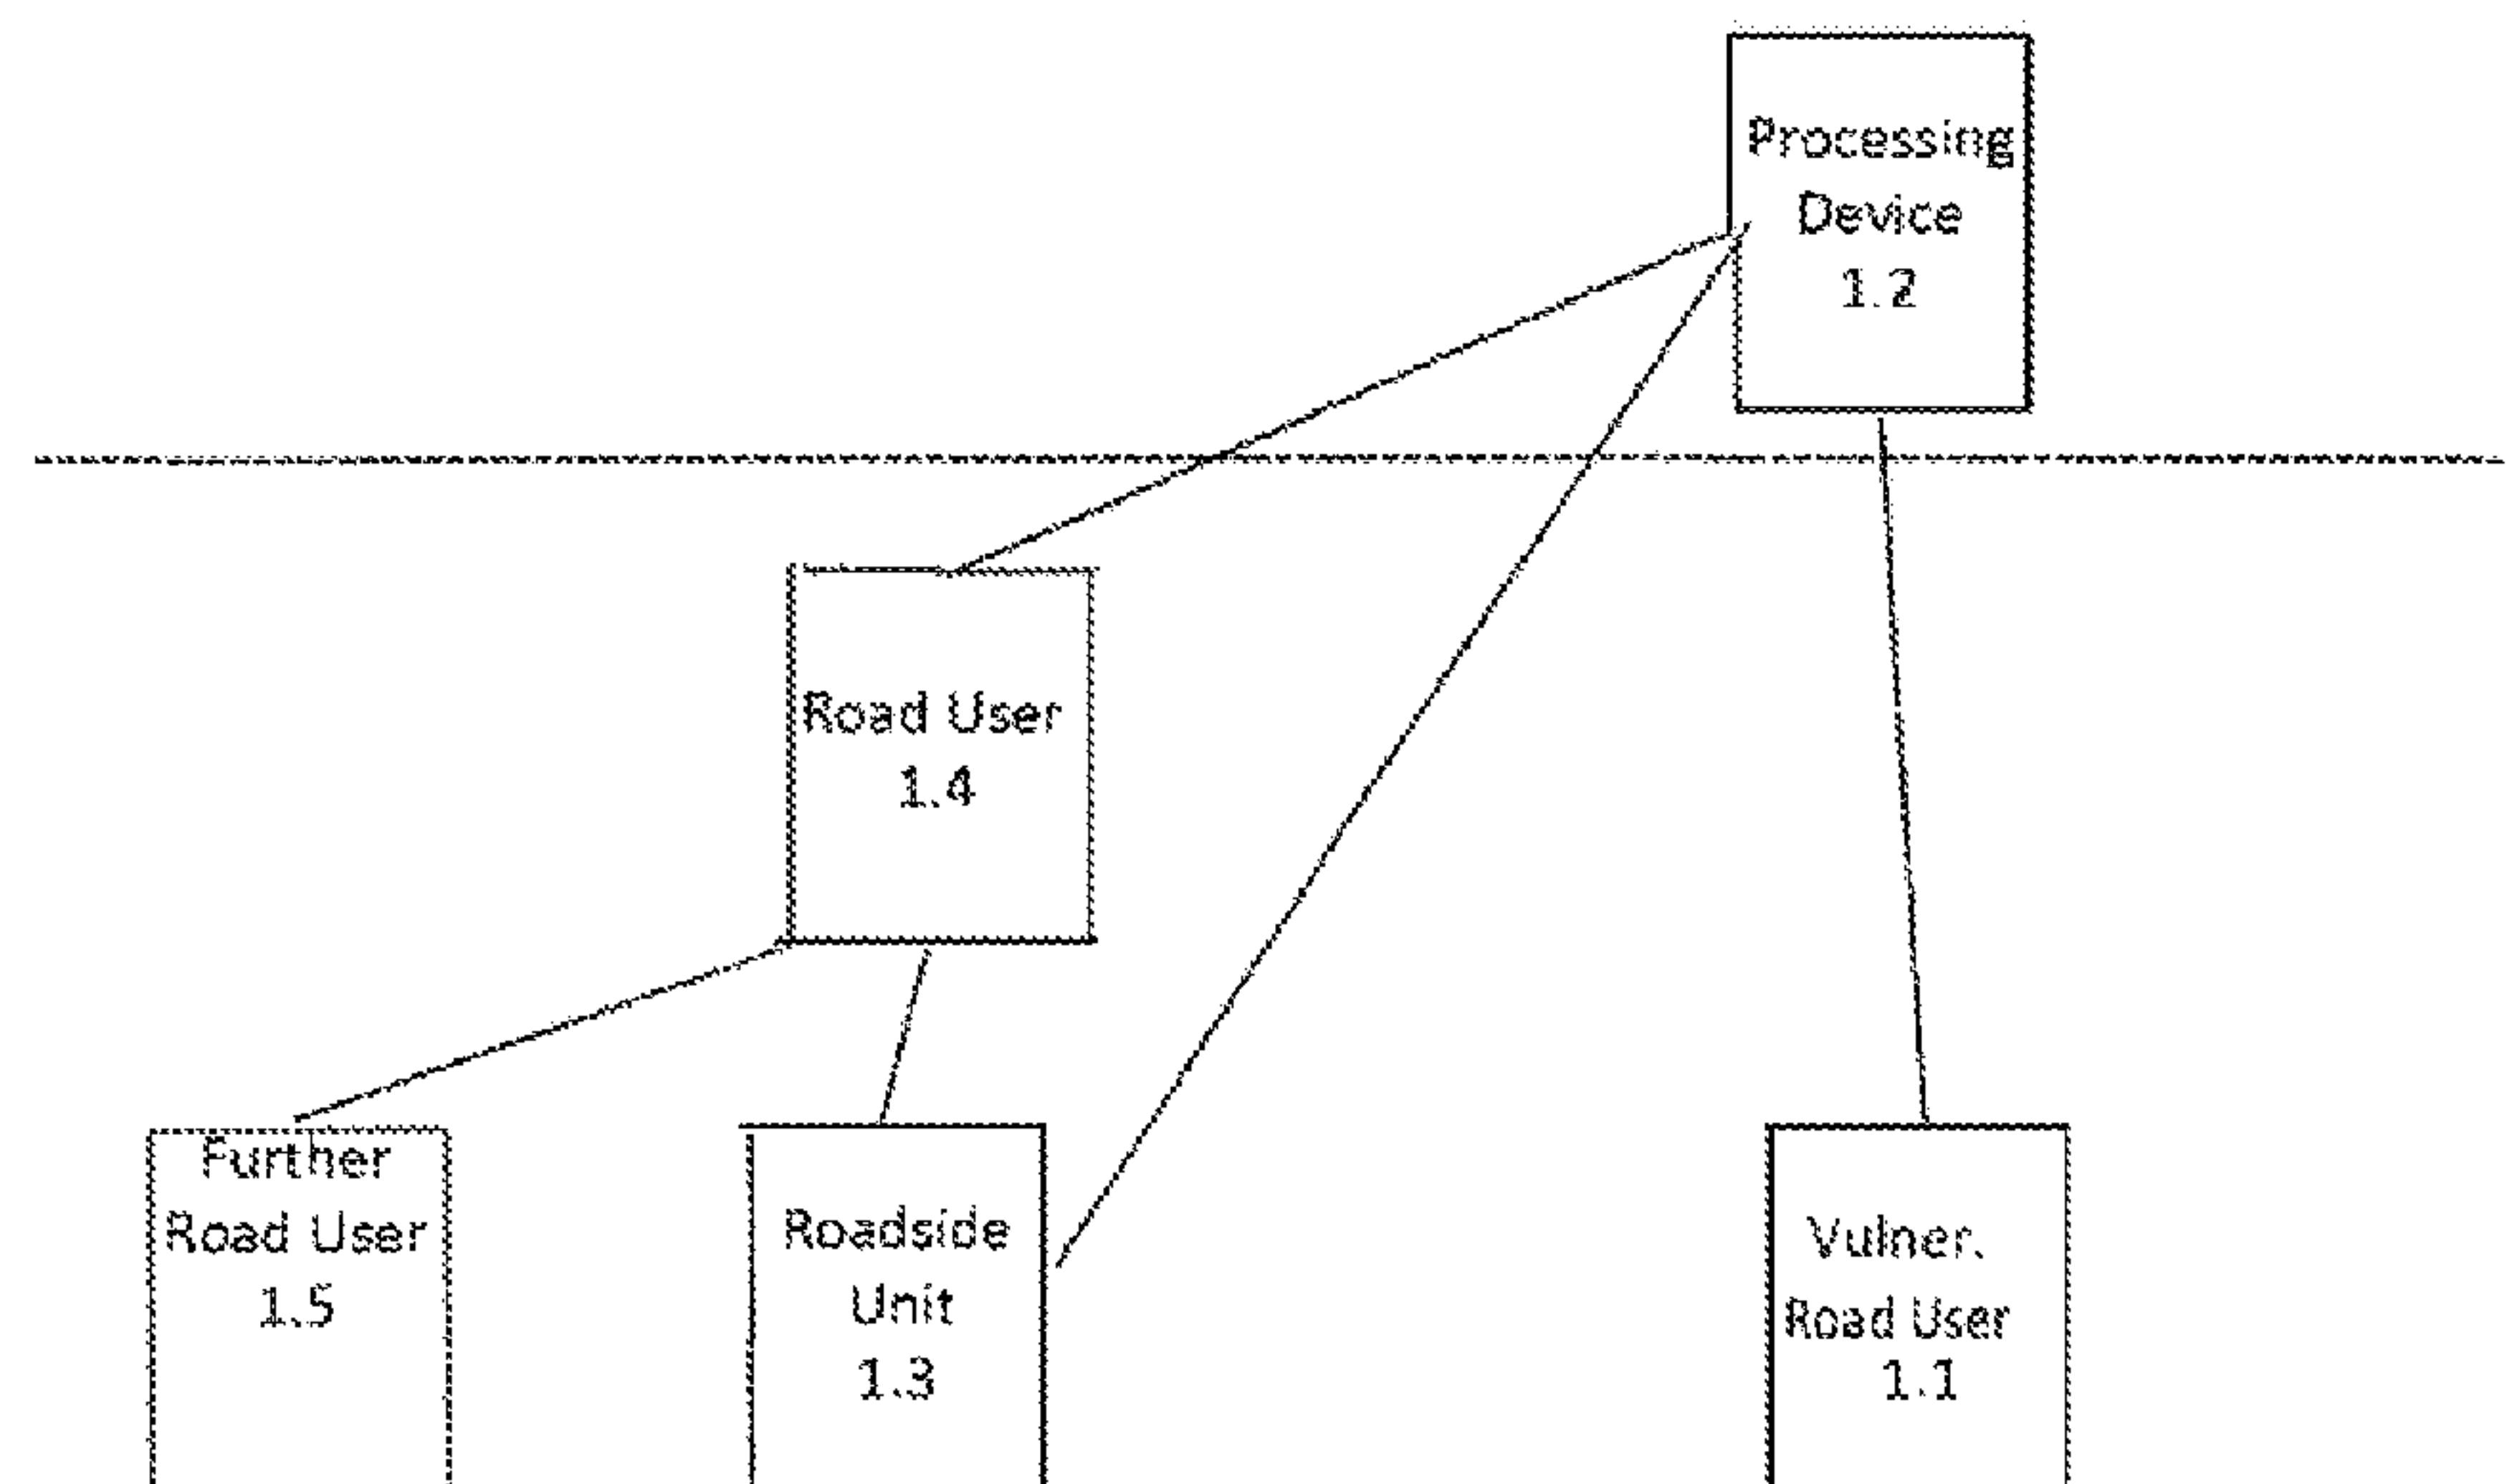 Processing
Device
1.2
Road User
1.4
Further
Road User
1.5
Roadside
Unit
1.3
Vulner.
Road User
1.1